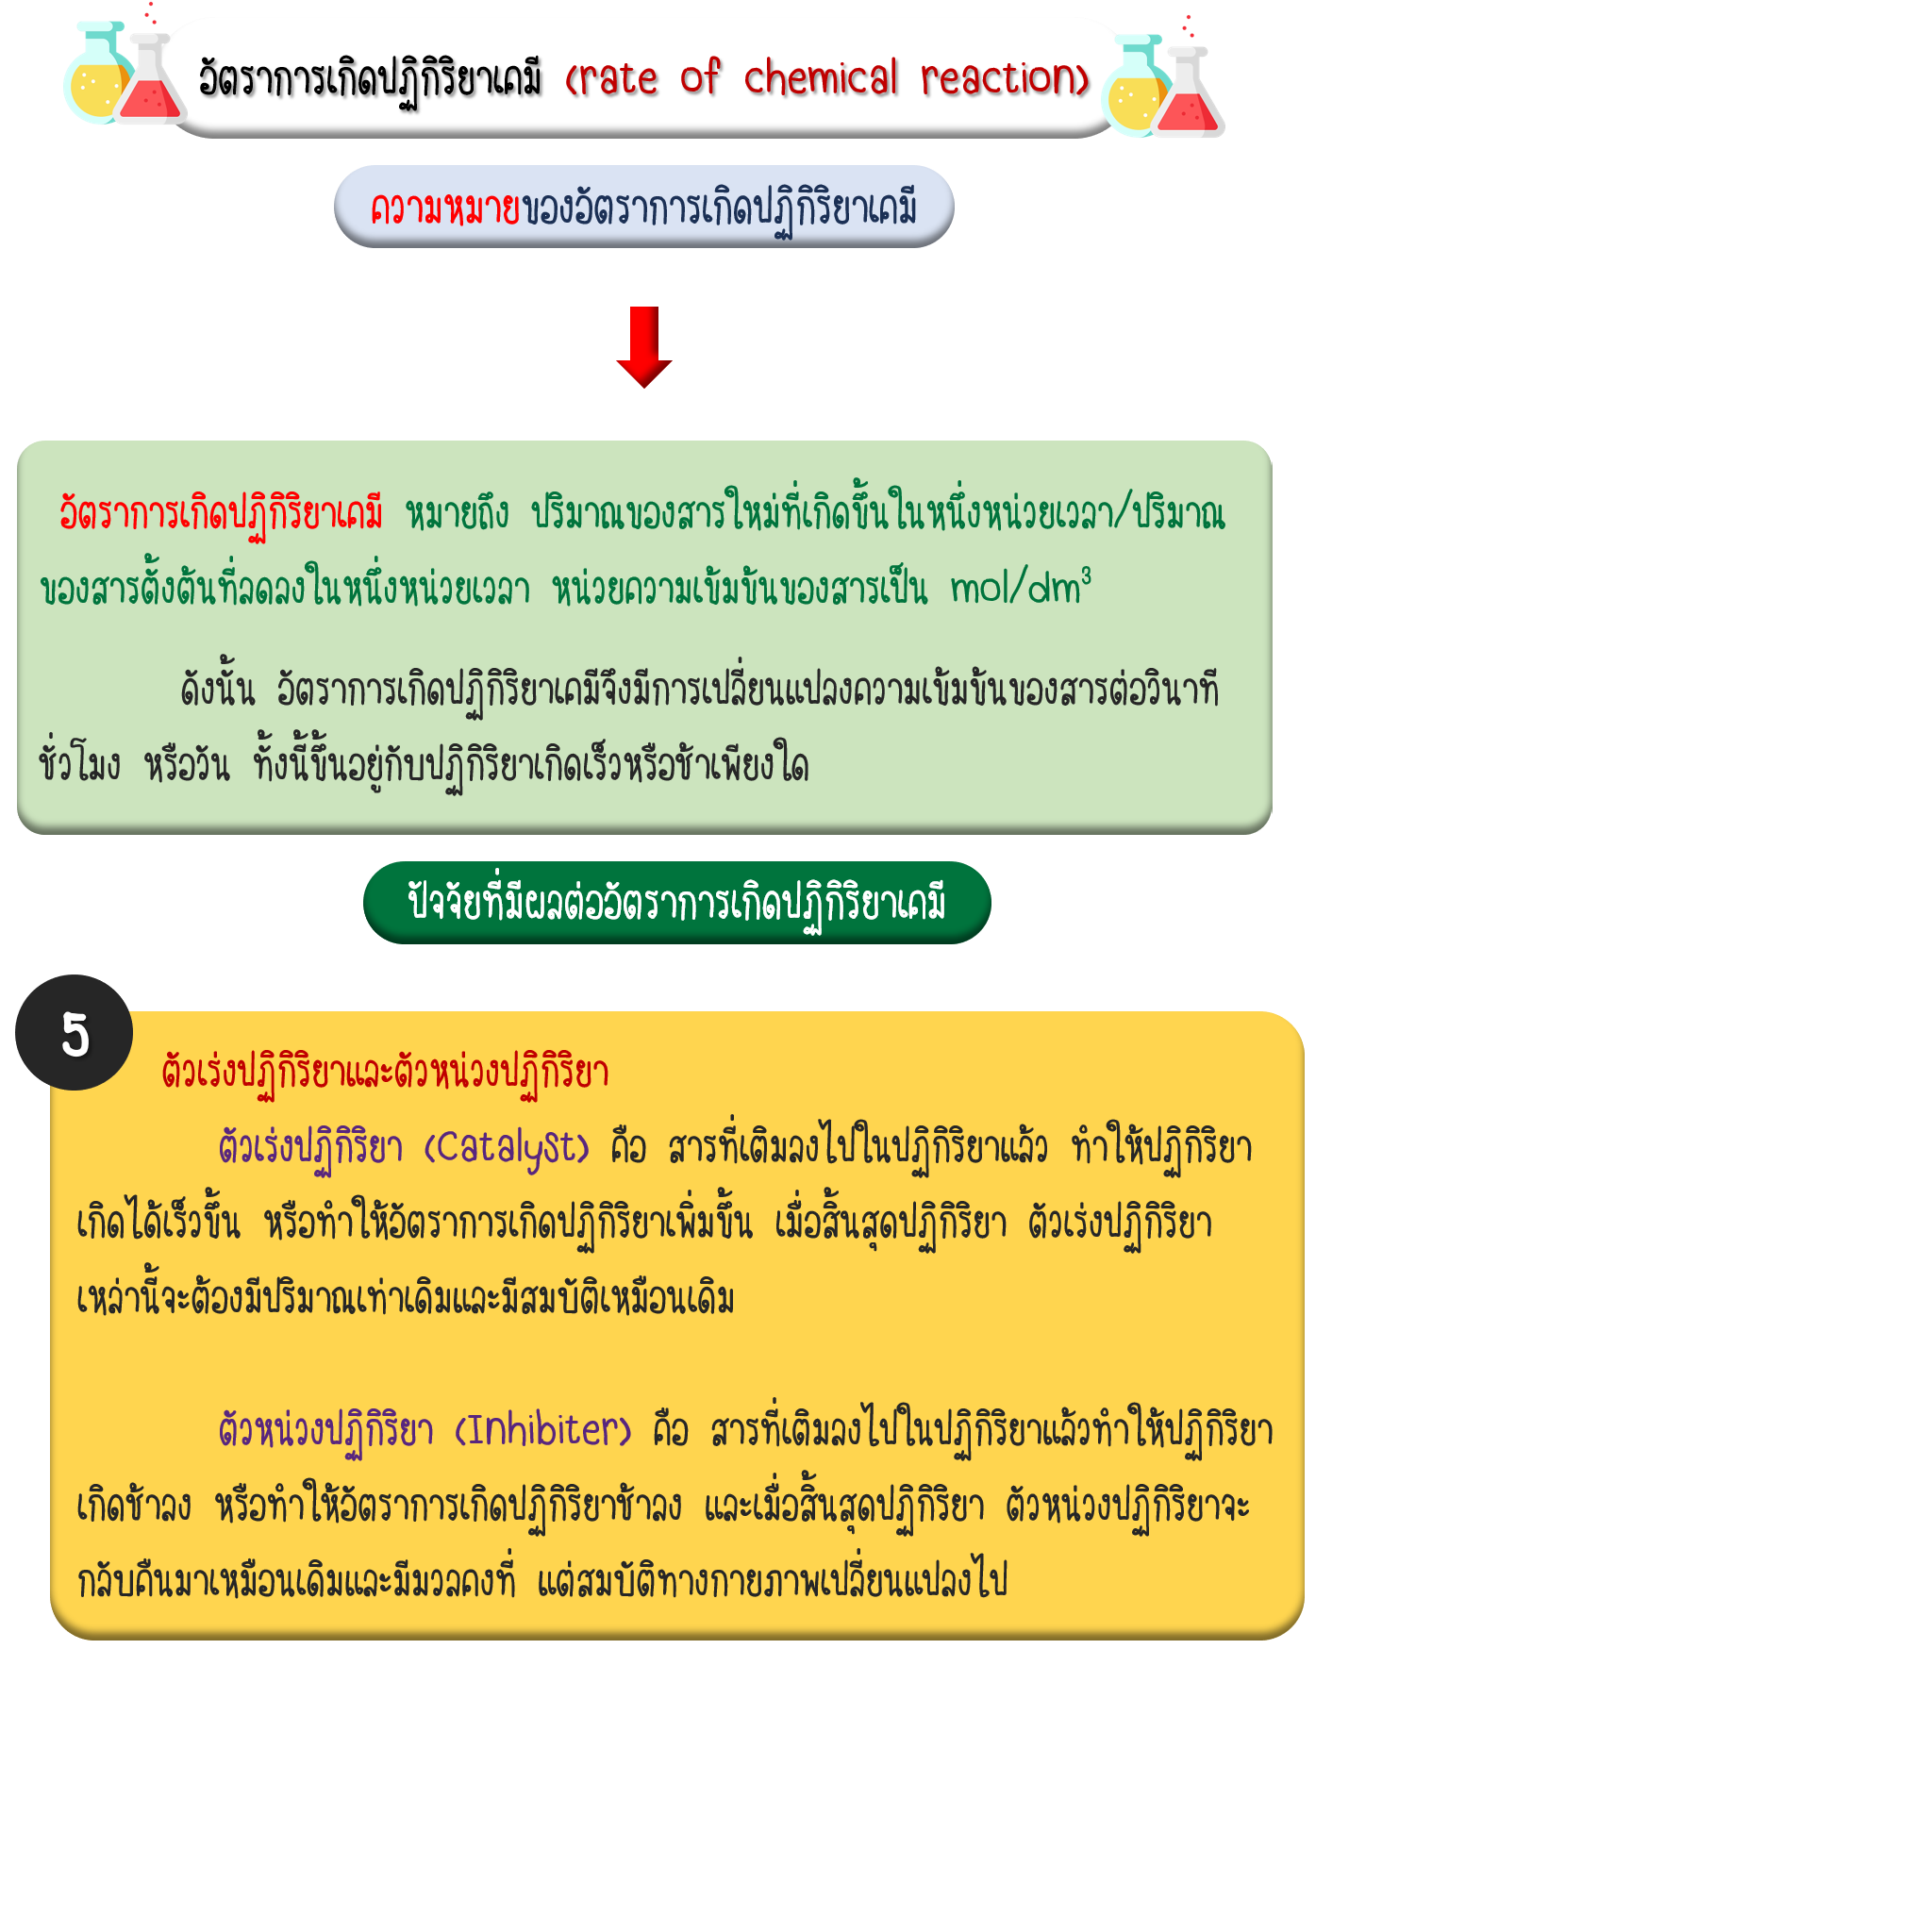 อัตราการเกิดปฏิกิริยาเคมี (rate of chemical reaction)
ความหมายของอัตราการเกิดปฏิกิริยาเคมี
อัตราการเกิดปฏิกิริยาเคมี หมายถึง ปริมาณของสารใหม่ที่เกิดขึ้นในหนึ่งหน่วยเวลา/ปริมาณ
ของสารตั้งต้นที่ลดลงในหนึ่งหน่วยเวลา หน่วยความเข้มข้นของสารเป็น mol/dm³
ดังนั้น อัตราการเกิดปฏิกิริยาเคมีจึงมีการเปลี่ยนแปลงความเข้มข้นของสารต่อวินาที
ชั่วโมง หรือวัน ทั้งนี้ขึ้นอยู่กับปฏิกิริยาเกิดเร็วหรือช้าเพียงใด
ปัจจัยที่มีผลต่ออัตราการเกิดปฏิกิริยาเคมี
5
ตัวเร่งปฏิกิริยาและตัวหน่วงปฏิกิริยา
ตัวเร่งปฏิกิริยา (Catalyst) คือ สารที่เติมลงไปในปฏิกิริยาแล้ว ทำให้ปฏิกิริยา
เกิดได้เร็วขึ้น หรือทำให้อัตราการเกิดปฏิกิริยาเพิ่มขึ้น เมื่อสิ้นสุดปฏิกิริยา ตัวเร่งปฏิกิริยา
เหล่านี้จะต้องมีปริมาณเท่าเดิมและมีสมบัติเหมือนเดิม
ตัวหน่วงปฏิกิริยา (Inhibiter) คือ สารที่เติมลงไปในปฏิกิริยาแล้วทำให้ปฏิกิริยา
เกิดช้าลง หรือทำให้อัตราการเกิดปฏิกิริยาช้าลง และเมื่อสิ้นสุดปฏิกิริยา ตัวหน่วงปฏิกิริยาจะ
กลับคืนมาเหมือนเดิมและมีมวลคงที่ แต่สมบัติทางกายภาพเปลี่ยนแปลงไป